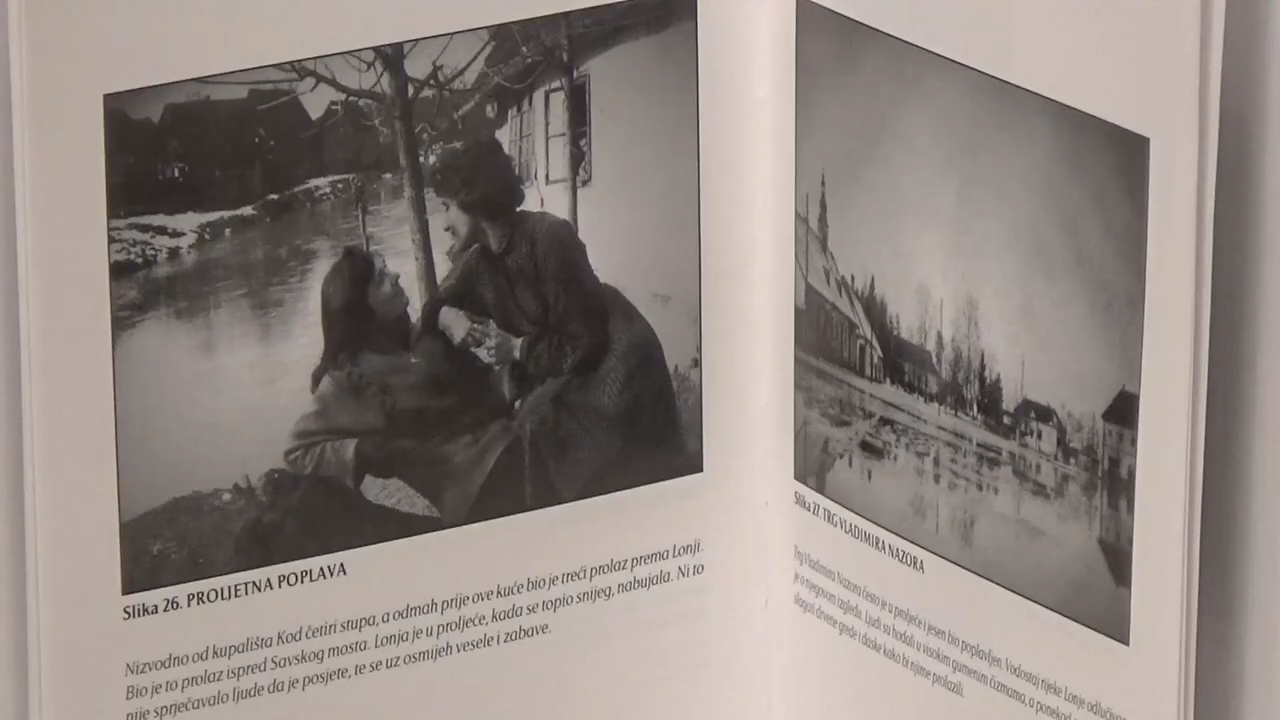 Slika 26. PROLJETNA POPLAVA
Nizvodno od kupališta Kod četiri stupa, a odmah prije ove kuće bio je treći prolaz prema Lonji.
Bio je to prolaz ispred Savskog mosta. Lonja je u proljeće, kada se topio snijeg, nabujala. Ni to
nije sprječavalo ljude da je posjete, te se uz osmijeh vesele i zabave.
Slika 27. TRG VLADIMIRA NAZORA
Trg Vladimira Nazora često je u proljeće i jesen bio poplavljen. Vodostaj rijeke Lonje
je o njegovom izgledu. Ljudi su hodali u visokim gumenim čizmama, a ponekad
slagati drvene grede i daske kako bi njime prolazili.